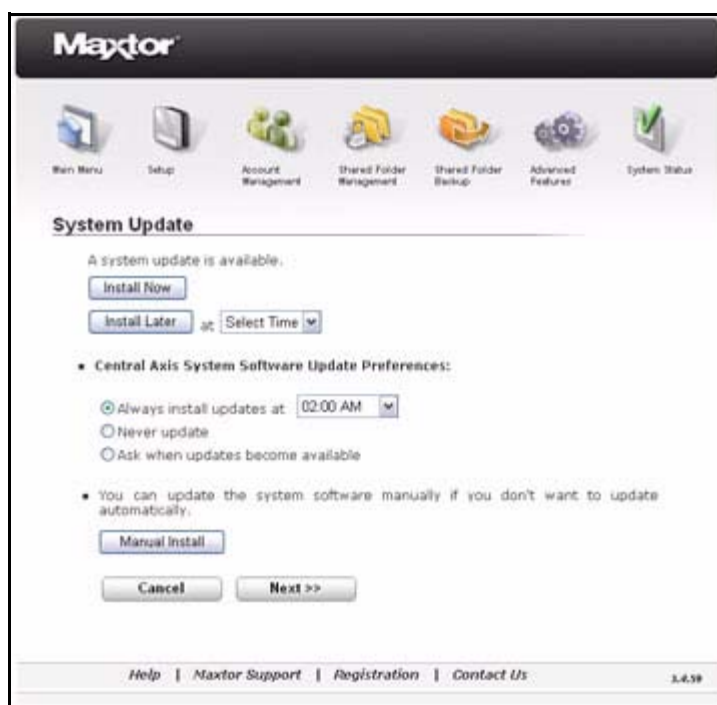 Maxtor
Main Menu
Setup
Account
Management
Shared Folder
Management
Shared Folder
Backup
Advanced
Features
System Status
System Update
A system update is available.
Install Now
Install Later at Select Time
Central Axis System Software Update Preferences:
Always install updates at 02:00 AM
Never update
Ask when updates become available
You can update the system software manually if you don't want to update
automatically.
Manual Install
Cancel Next >>
Help | Maxtor Support | Registration | Contact Us